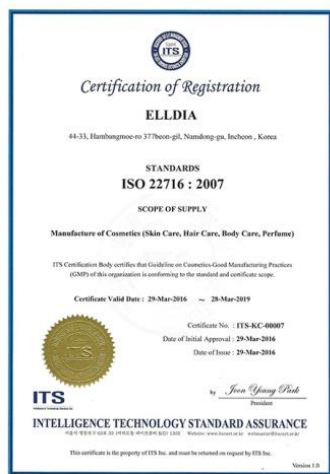 ITS
Certification of Registration
ELLDIA
44-33, Hambangmoe-ro 377beon-gil, Namdong-gu, Incheon , Korea
STANDARDS
ISO 22716 : 2007
SCOPE OF SUPPLY
Manufacture of Cosmetics (Skin Care, Hair Care, Body Care, Perfume)
ITS Certification Body certifies that Guideline on Cosmetics-Good Manufacturing Practices
(GMP) of this organization is conforming to the standard and certificate scope.
Certificate Valid Date : 29-Mar-2016 ~ 28-Mar-2019
Certificate No. : ITS-KC-00007
Date of Initial Approval : 29-Mar-2016
Date of Issue : 29-Mar-2016
ITS
by Joon Young Park
President
ITS
INTELLIGENCE TECHNOLOGY STANDARD ASSURANCE
This certificate is the property of ITS Inc. and must be returned on request by ITS Inc.
Version 1.0